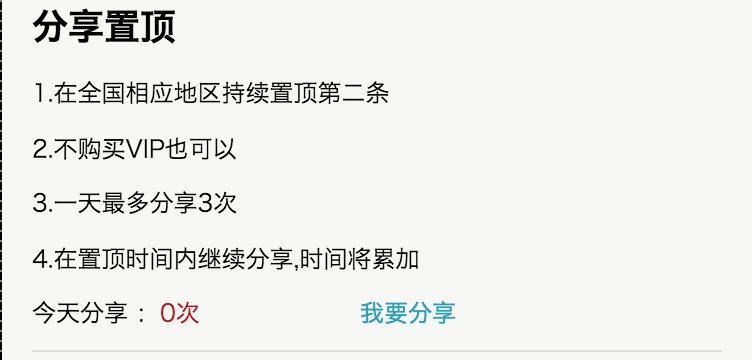 分享置顶
1.在全国相应地区持续置顶第二条
2.不购买VIP也可以
3.一天最多分享3次
4.在置顶时间内继续分享,时间将累加
今天分享 : 0次 我要分享